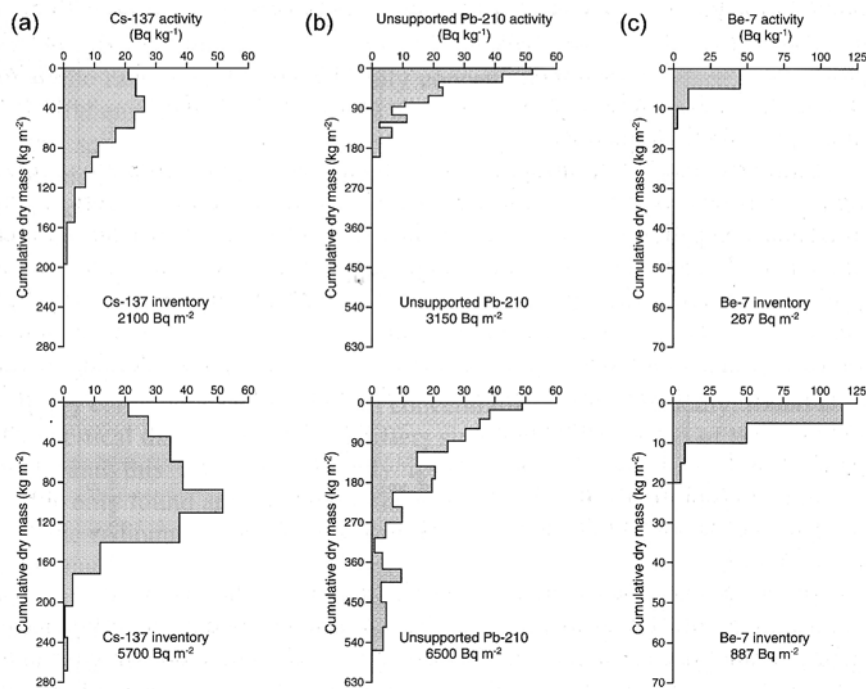 (a)
Cs-137 activity
(Bq kg-1)
0 10 20 30 40 50 60
Cumulative dry mass (kg m-2)
0
40
80
120
160
200
240
280
Cs-137 inventory
2100 Bq m-2
(b)
Unsupported Pb-210 activity
(Bq kg-1)
0 10 20 30 40 50 60
Cumulative dry mass (kg m-2)
0
90
180
270
360
450
540
630
Unsupported Pb-210
3150 Bq m-2
(c)
Be-7 activity
(Bq kg-1)
0 25 50 75 100 125
Cumulative dry mass (kg m-2)
0
10
20
30
40
50
60
70
Be-7 inventory
287 Bq m-2
0 10 20 30 40 50 60
Cumulative dry mass (kg m-2)
0
40
80
120
160
200
240
280
Cs-137 inventory
5700 Bq m-2
0 10 20 30 40 50 60
Cumulative dry mass (kg m-2)
0
90
180
270
360
450
540
630
Unsupported Pb-210
6500 Bq m-2
0 25 50 75 100 125
Cumulative dry mass (kg m-2)
0
10
20
30
40
50
60
70
Be-7 inventory
887 Bq m-2